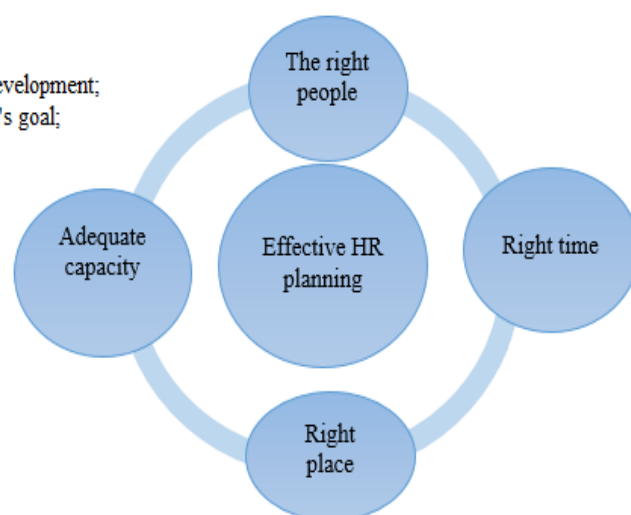 The right
people
evelopment;
's goal;
Adequate
capacity
Effective HR
planning
Right time
Right
place